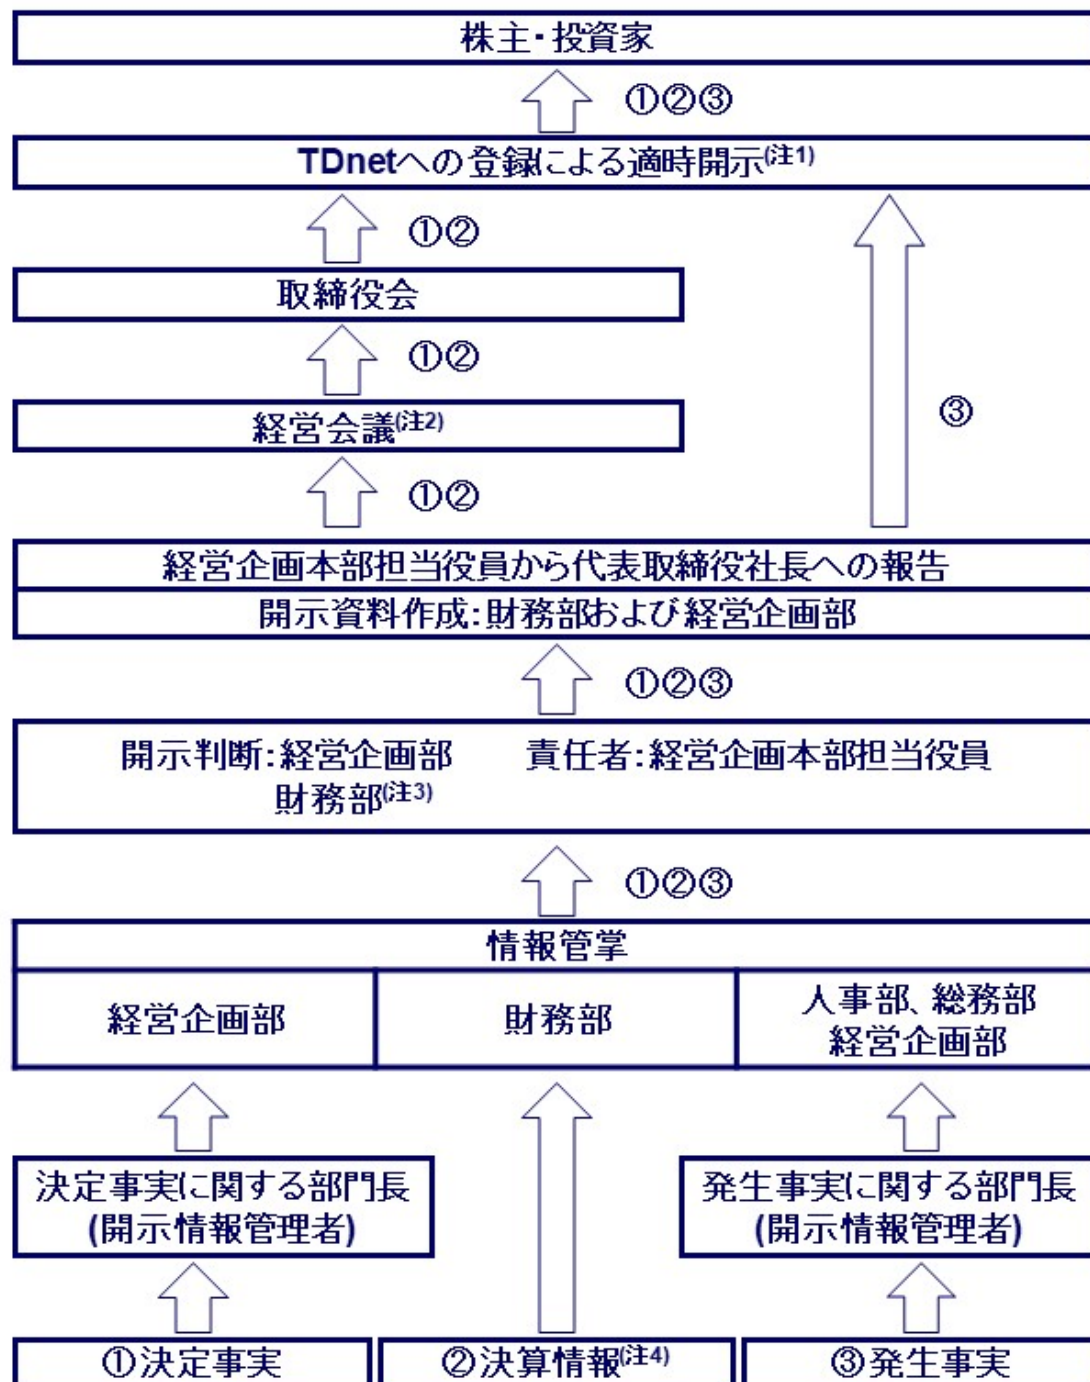 株主・投資家
①②③
TDnetへの登録による適時開示(注1)
①②
取締役会
①②
経営会議(注2)
③
①②
経営企画本部担当役員から代表取締役社長への報告
開示資料作成:財務部および経営企画部
①②③
開示判断:経営企画部 責任者:経営企画本部担当役員
財務部(注3)
①②③
情報管掌
経営企画部
財務部
人事部、総務部
経営企画部
決定事実に関する部門長
(開示情報管理者)
発生事実に関する部門長
(開示情報管理者)
①決定事実
②決算情報(注4)
③発生事実